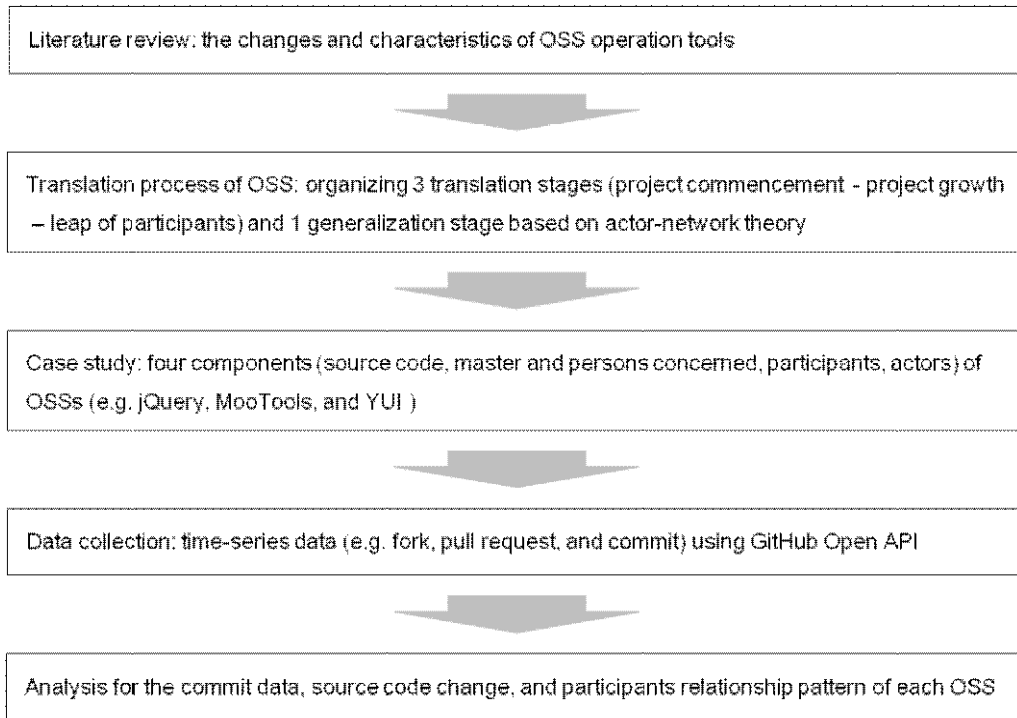 Literature review: the changes and characteristics of OSS operation tools
Translation process of OSS: organizing 3 translation stages (project commencement - project growth
– leap of participants) and 1 generalization stage based on actor-network theory
Case study: four components (source code, master and persons concerned, participants, actors) of
OSSs (e.g. jQuery, MooTools, and YUI )
Data collection: time-series data (e.g. fork, pull request, and commit) using GitHub Open API
Analysis for the commit data, source code change, and participants relationship pattern of each OSS